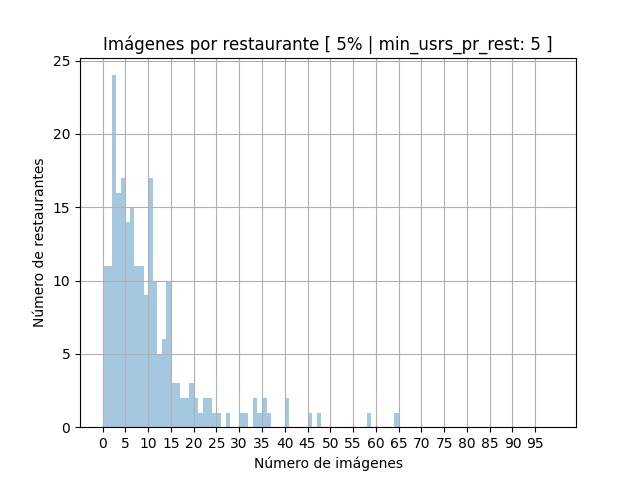 Imágenes por restaurante [ 5% | min_usrs_pr_rest: 5 ]
25
20
15
10
5
0
Número de restaurantes
0 5 10 15 20 25 30 35 40 45 50 55 60 65 70 75 80 85 90 95
Número de imágenes